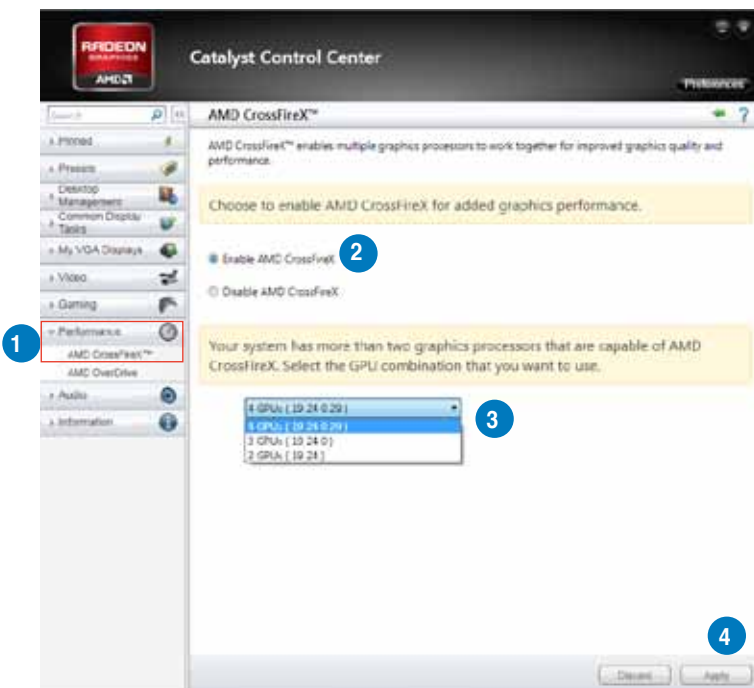 RADEON
GRAPHICS
AMD
Catalyst Control Center
Preferences
Search
AMD CrossFireX™
?
Pinned
Presets
Desktop
Management
Common Display
Tasks
My VGA Displays
Video
Gaming
1
Performance
AMD CrossFireX™
AMD OverDrive
Audio
Information
AMD CrossFireX™ enables multiple graphics processors to work together for improved graphics quality and
performance.
Choose to enable AMD CrossFireX for added graphics performance.
Enable AMD CrossFireX
2
Disable AMD CrossFireX
Your system has more than two graphics processors that are capable of AMD
CrossFireX. Select the GPU combination that you want to use.
4 GPUs ( 19 24 0 29 )
3
4 GPUs ( 19 24 0 29 )
3 GPUs ( 19 24 0 )
2 GPUs ( 19 24 )
4
Discard
Apply